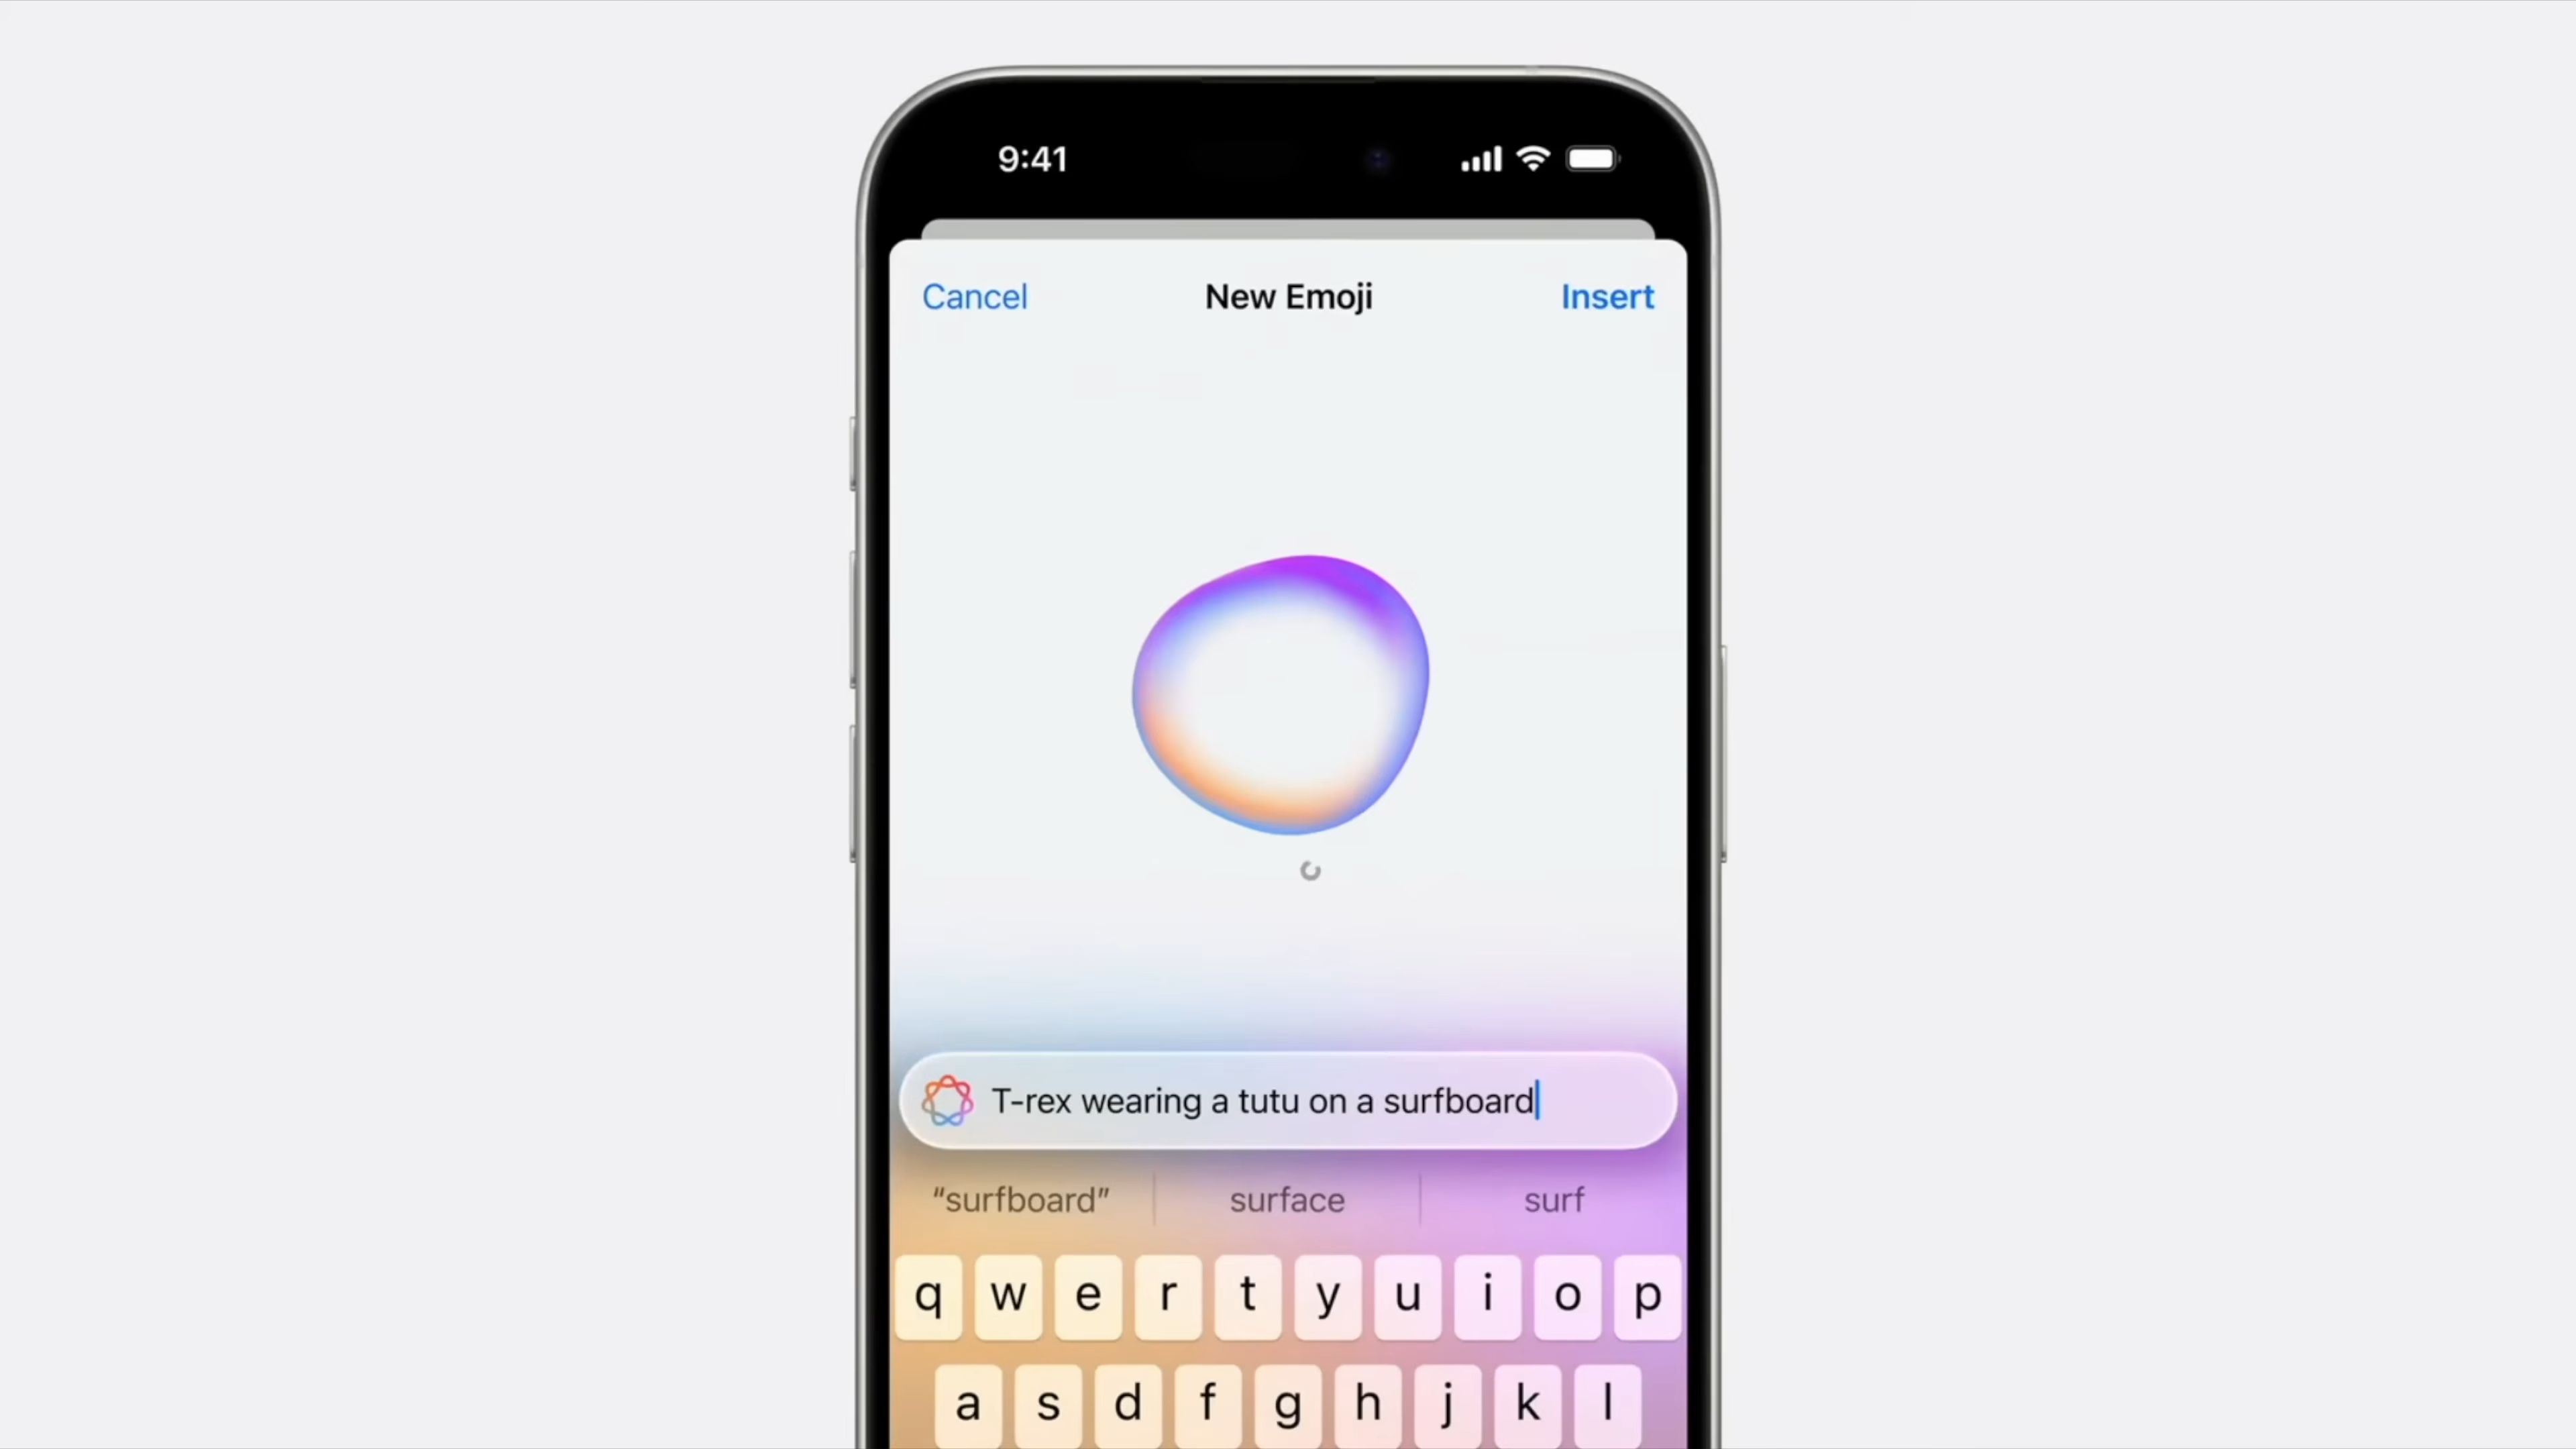 9:41
Cancel New Emoji Insert
T-rex wearing a tutu on a surfboard
“surfboard” surface surf
q w e r t y u i o p
a s d f g h j k l